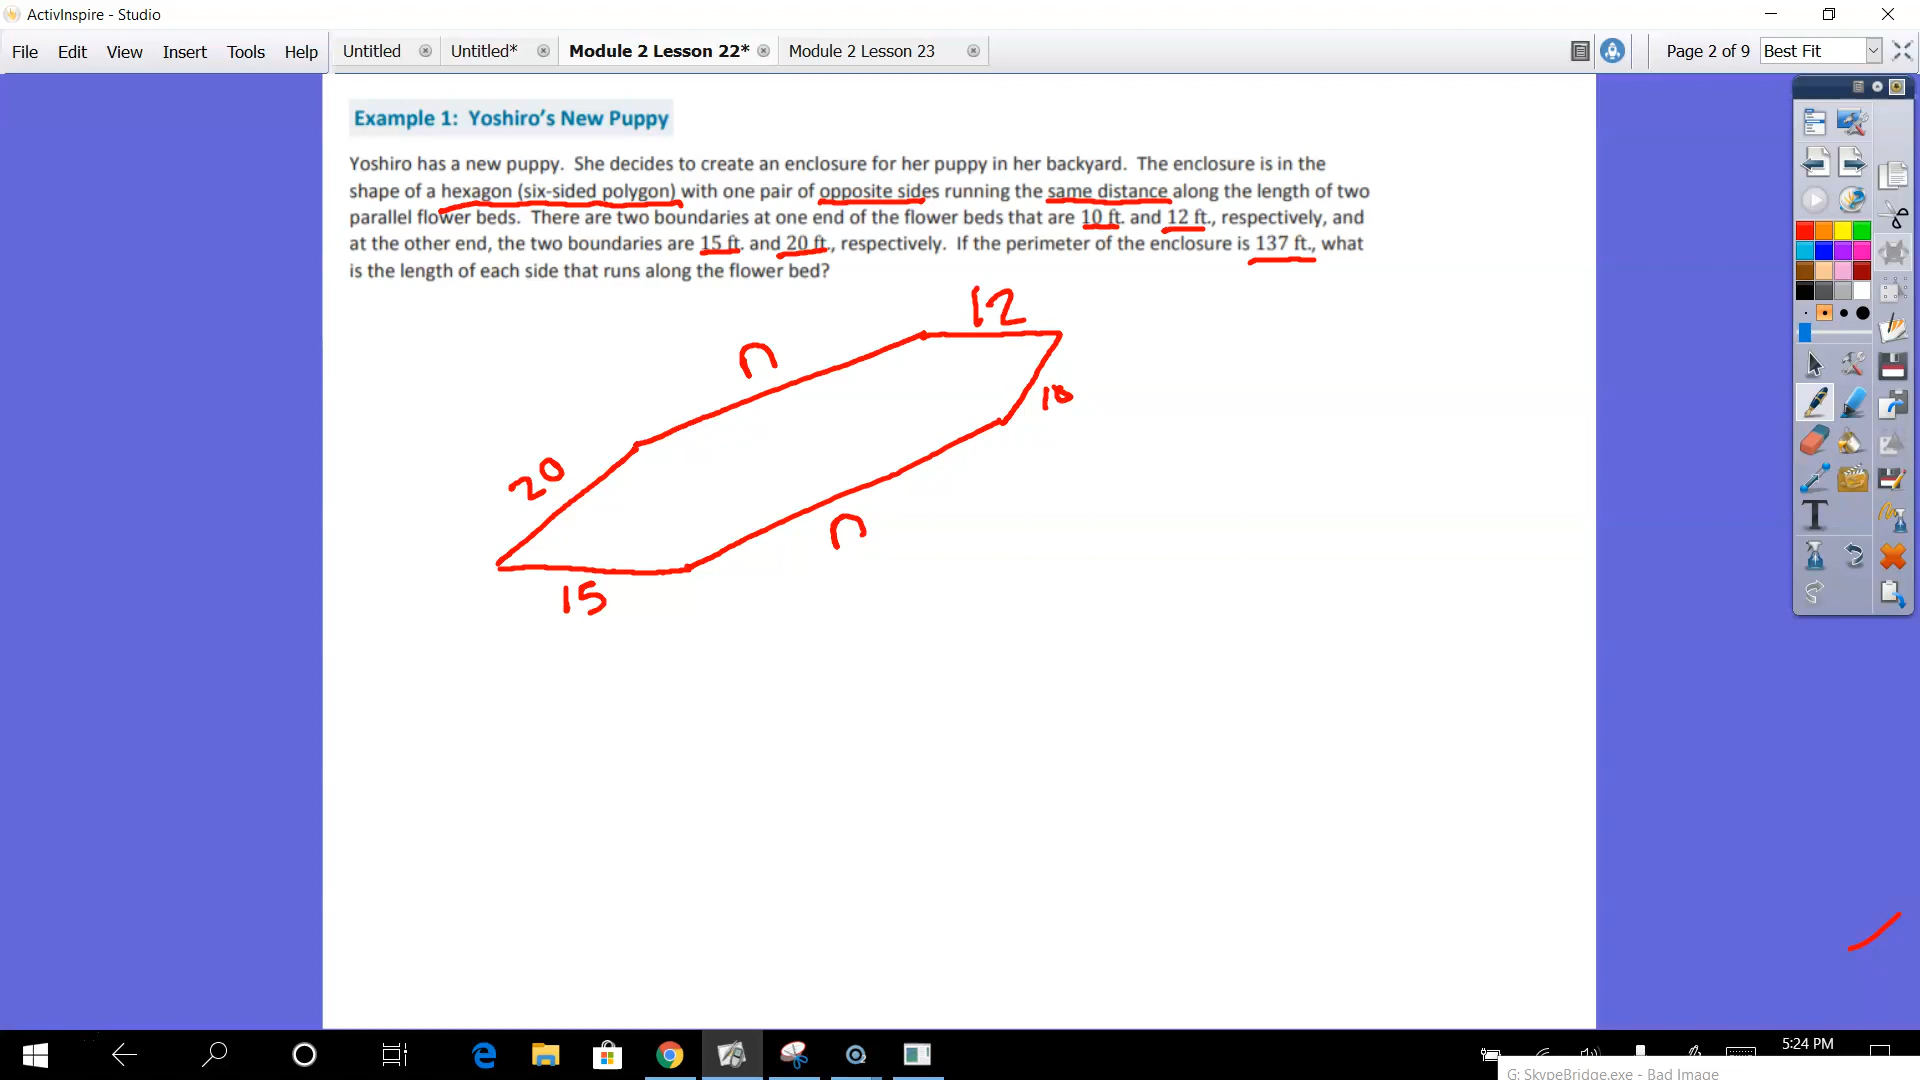 ActivInspire - Studio
File Edit View Insert Tools Help Untitled Untitled* Module 2 Lesson 22* Module 2 Lesson 23 Page 2 of 9 Best Fit
Example 1: Yoshiro's New Puppy
Yoshiro has a new puppy. She decides to create an enclosure for her puppy in her backyard. The enclosure is in the
shape of a hexagon (six-sided polygon) with one pair of opposite sides running the same distance along the length of two
parallel flower beds. There are two boundaries at one end of the flower beds that are 10 ft. and 12 ft., respectively, and
at the other end, the two boundaries are 15 ft. and 20 ft., respectively. If the perimeter of the enclosure is 137 ft., what
is the length of each side that runs along the flower bed?
12
n
10
20
n
15
5:24 PM
G: SkypeBridge.exe - Bad Image